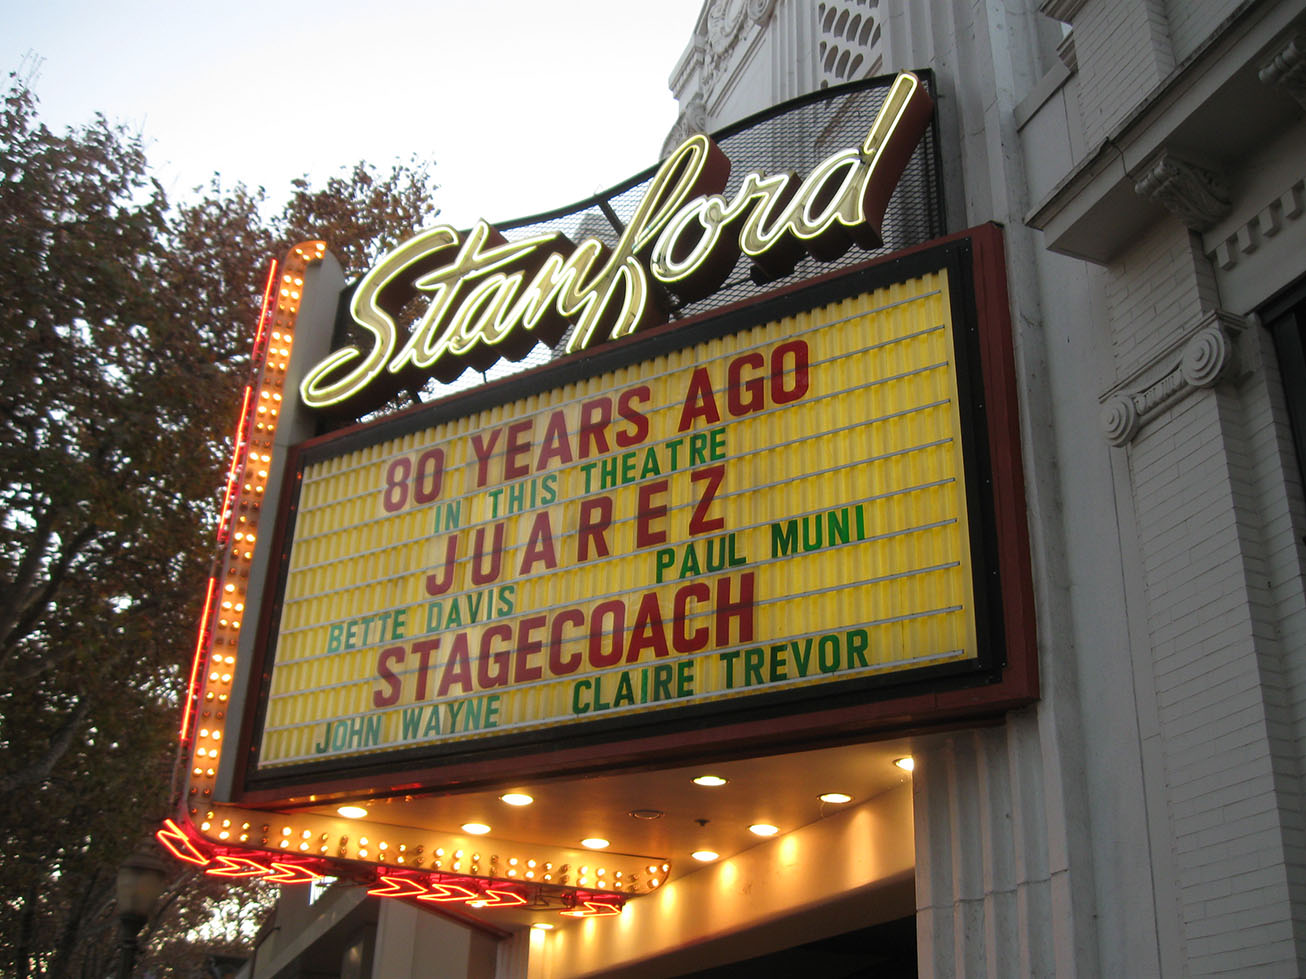 Stanford
80 YEARS AGO
IN THIS THEATRE
JUAREZ
BETTE DAVIS PAUL MUNI
STAGECOACH
JOHN WAYNE CLAIRE TREVOR